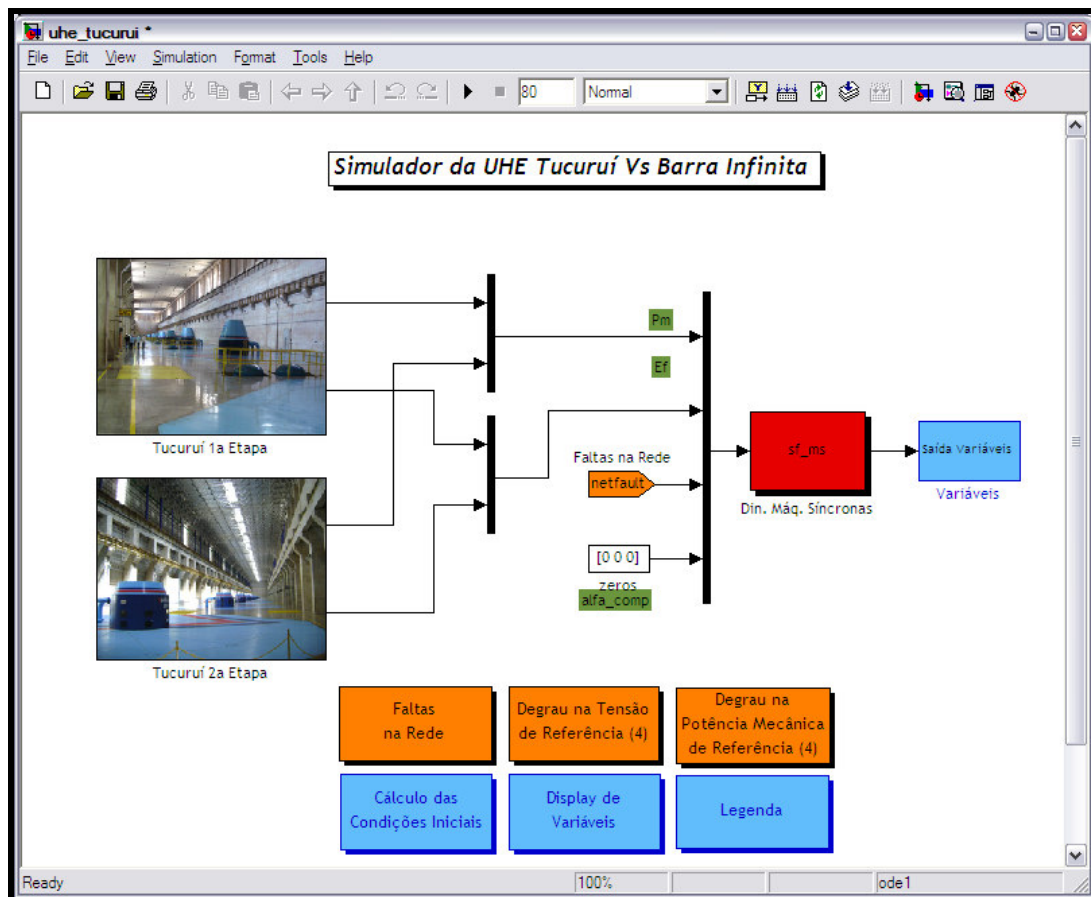 uhe_tucurui *
File Edit View Simulation Format Tools Help
80 Normal
Simulador da UHE Tucuruí Vs Barra Infinita
Pm
Ef
Tucuruí 1a Etapa
Faltas na Rede
netfault
sf_ms
Saída Variáveis
Variáveis
Din. Máq. Síncronas
[0 0 0]
zeros
alfa_comp
Tucuruí 2a Etapa
Faltas
na Rede
Degrau na Tensão
de Referência (4)
Degrau na
Potência Mecânica
de Referência (4)
Cálculo das
Condições Iniciais
Display de
Variáveis
Legenda
Ready 100% ode1